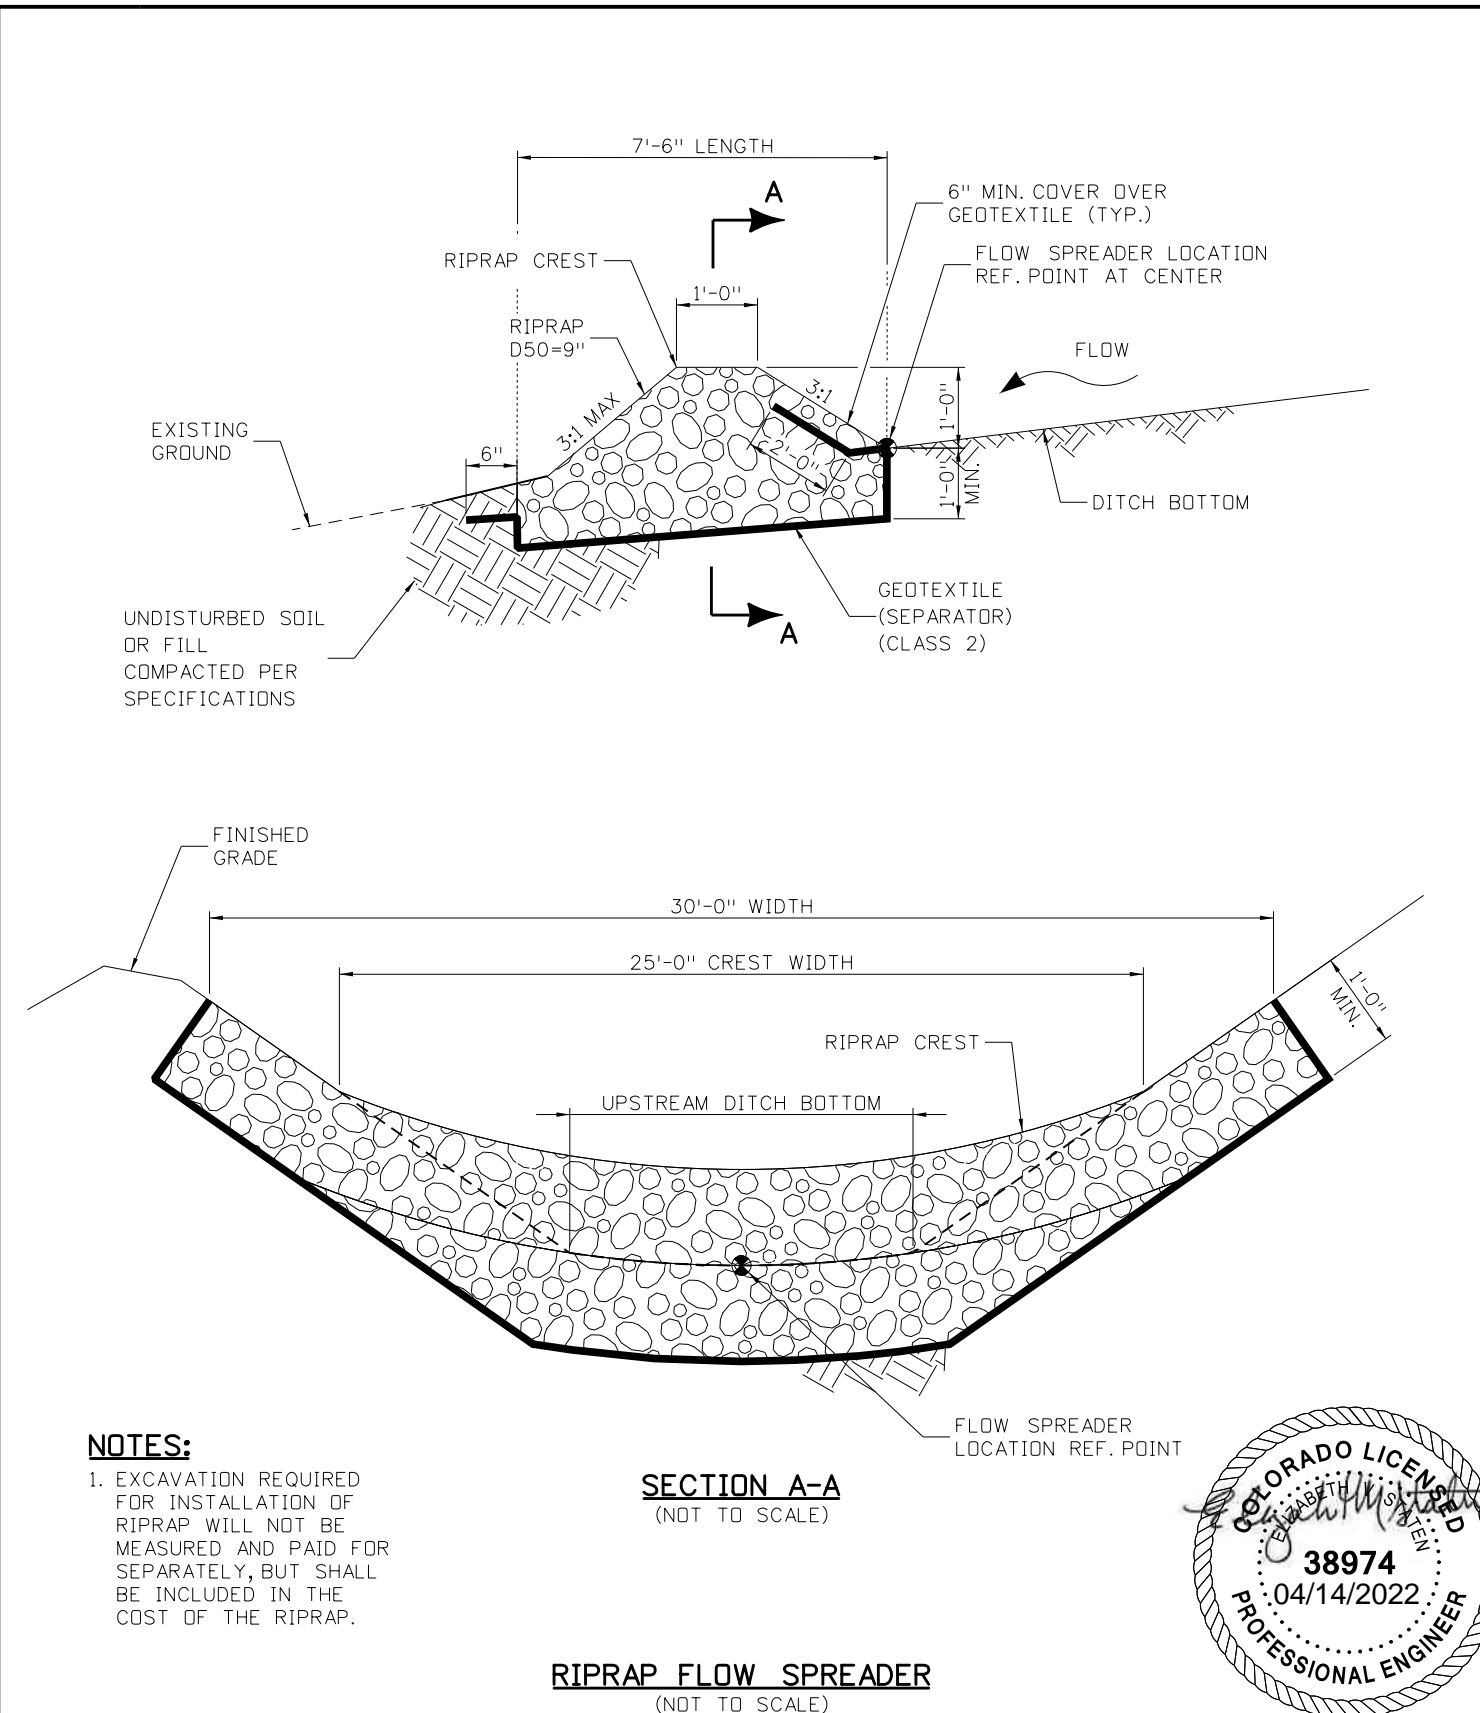 7'-6" LENGTH
A
6" MIN. COVER OVER
GEOTEXTILE (TYP.)
RIPRAP CREST
FLOW SPREADER LOCATION
REF. POINT AT CENTER
1'-0"
RIPRAP
D50=9"
FLOW
3:1
1'-0"
3:1 MAX
EXISTING
GROUND
6"
2'-0"
1'-0"
MIN.
DITCH BOTTOM
GEOTEXTILE
(SEPARATOR)
(CLASS 2)
A
UNDISTURBED SOIL
OR FILL
COMPACTED PER
SPECIFICATIONS
FINISHED
GRADE
30'-0" WIDTH
25'-0" CREST WIDTH
1'-0"
MIN.
RIPRAP CREST
UPSTREAM DITCH BOTTOM
FLOW SPREADER
LOCATION REF. POINT
NOTES:
1. EXCAVATION REQUIRED
FOR INSTALLATION OF
RIPRAP WILL NOT BE
MEASURED AND PAID FOR
SEPARATELY, BUT SHALL
BE INCLUDED IN THE
COST OF THE RIPRAP.
SECTION A-A
(NOT TO SCALE)
COLORADO LICENSED
ELIZABETH STATEN
38974
04/14/2022
PROFESSIONAL ENGINEER
RIPRAP FLOW SPREADER
(NOT TO SCALE)